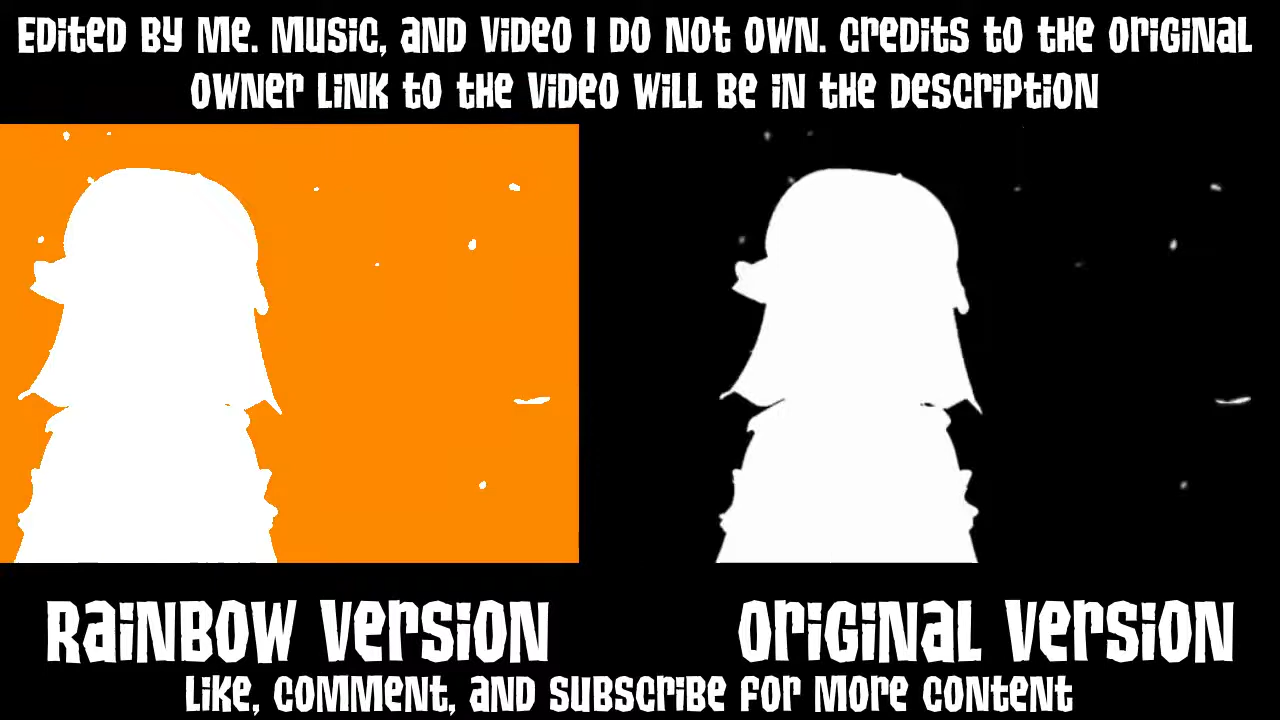 Edited By Me. Music, and Video I Do Not Own. Credits to the Original
Owner Link to the Video Will Be in the Description
Rainbow Version
Original Version
Like, Comment, and Subscribe for More Content